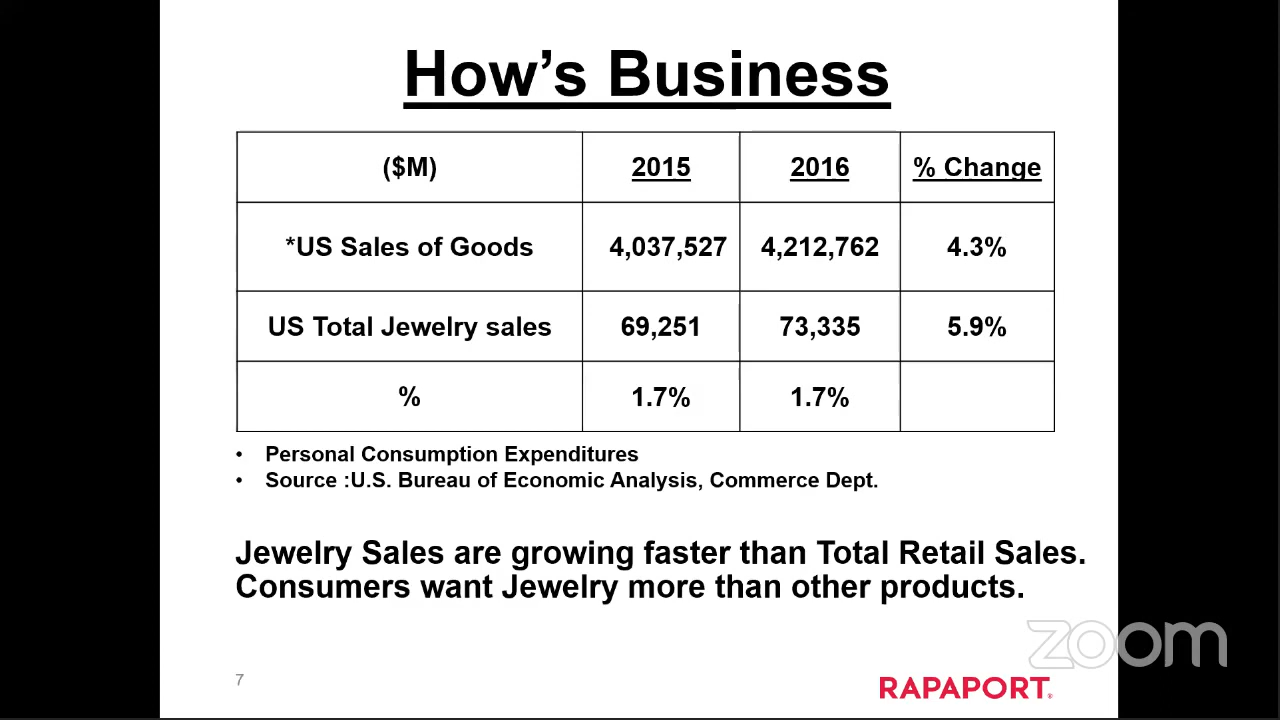 How's Business
($M) 2015 2016 % Change
*US Sales of Goods 4,037,527 4,212,762 4.3%
US Total Jewelry sales 69,251 73,335 5.9%
% 1.7% 1.7%
• Personal Consumption Expenditures
• Source :U.S. Bureau of Economic Analysis, Commerce Dept.
Jewelry Sales are growing faster than Total Retail Sales.
Consumers want Jewelry more than other products.
zoom
7
RAPAPORT®